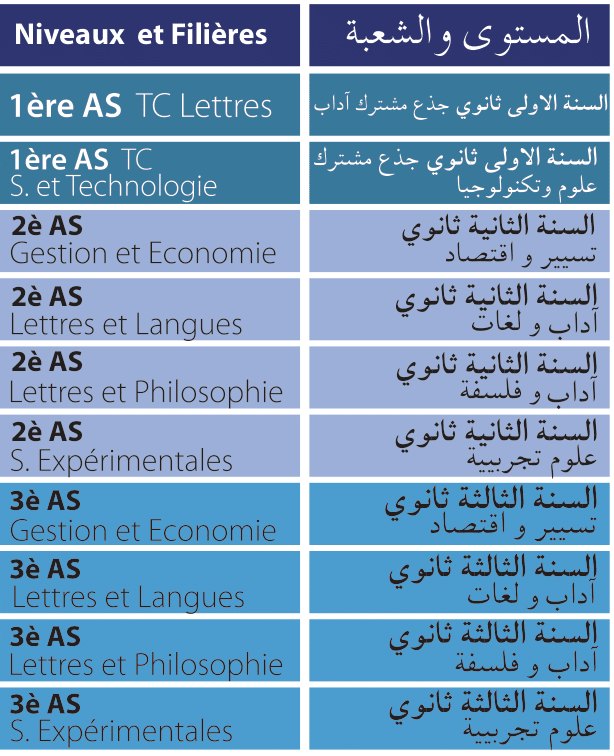 Niveaux et Filières
المستوى والشعبة
1ère AS TC Lettres
السنة الاولى ثانوي جذع مشترك آداب
1ère AS TC
S. et Technologie
السنة الاولى ثانوي جذع مشترك
علوم وتكنولوجيا
2è AS
Gestion et Economie
السنة الثانية ثانوي
تسيير و اقتصاد
2è AS
Lettres et Langues
السنة الثانية ثانوي
آداب و لغات
2è AS
Lettres et Philosophie
السنة الثانية ثانوي
آداب و فلسفة
2è AS
S. Expérimentales
السنة الثانية ثانوي
علوم تجريبية
3è AS
Gestion et Economie
السنة الثالثة ثانوي
تسيير و اقتصاد
3è AS
Lettres et Langues
السنة الثالثة ثانوي
آداب و لغات
3è AS
Lettres et Philosophie
السنة الثالثة ثانوي
آداب و فلسفة
3è AS
S. Expérimentales
السنة الثالثة ثانوي
علوم تجريبية